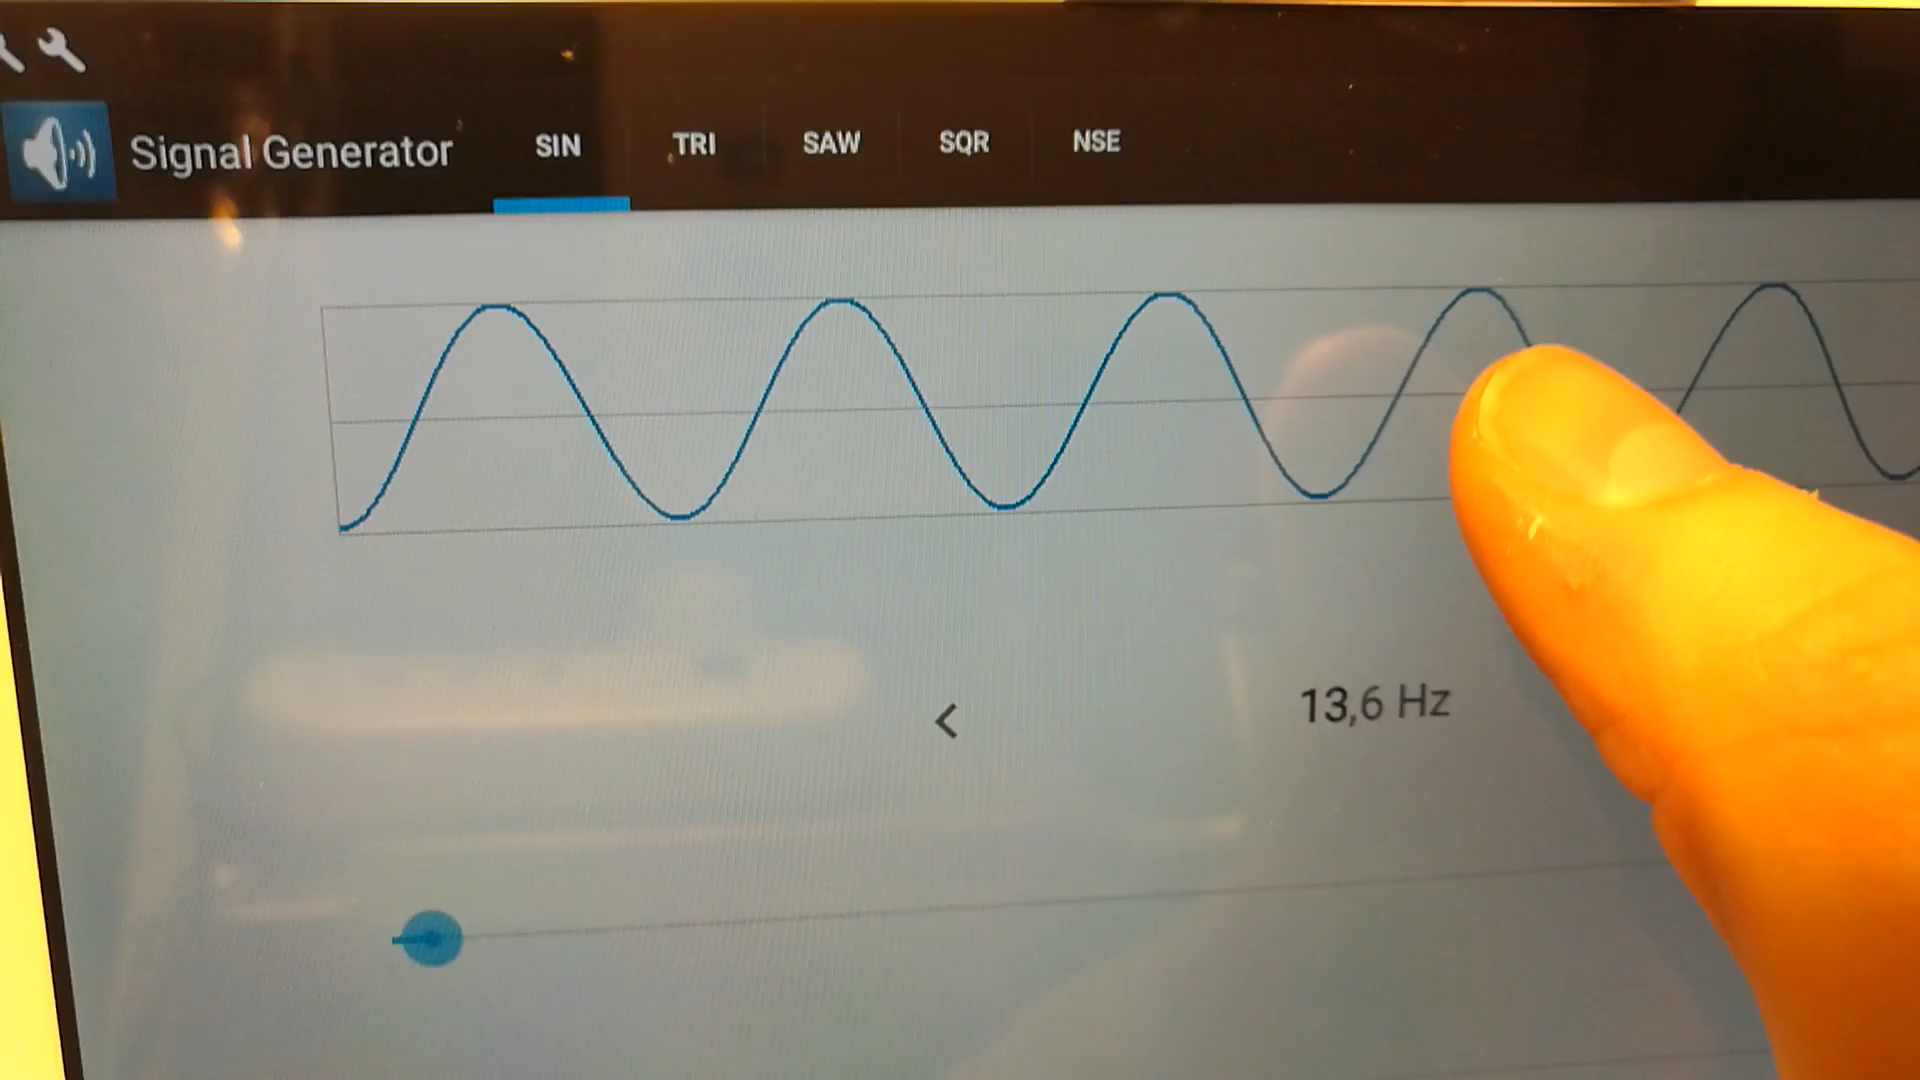 Signal Generator SIN TRI SAW SQR NSE
< 13,6 Hz